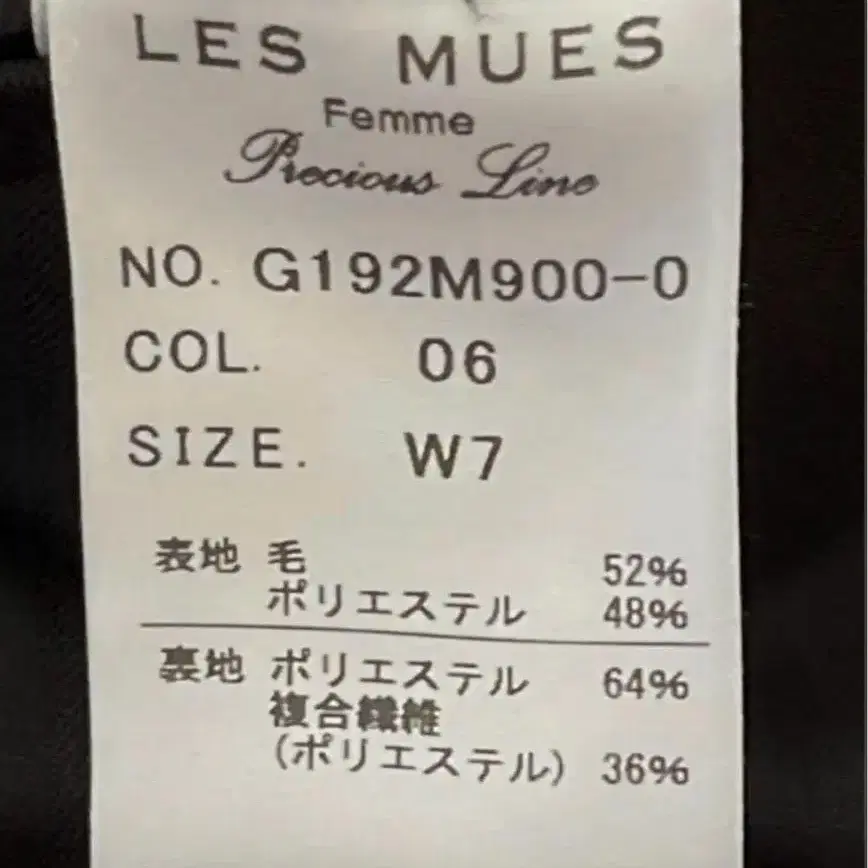 LES MUES
Femme
Precious Line
NO. G192M900-0
COL. 06
SIZE. W7
表地 毛 52%
ポリエステル 48%
裏地 ポリエステル 64%
複合繊維
(ポリエステル) 36%